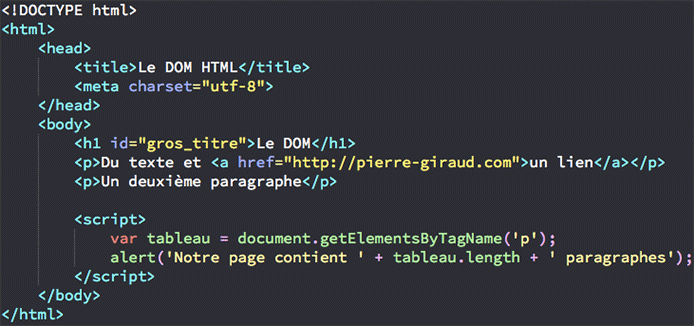 <!DOCTYPE html>
<html>
    <head>
        <title>Le DOM HTML</title>
        <meta charset="utf-8">
    </head>
    <body>
        <h1 id="gros_titre">Le DOM</h1>
        <p>Du texte et <a href="http://pierre-giraud.com">un lien</a></p>
        <p>Un deuxième paragraphe</p>

        <script>
            var tableau = document.getElementsByTagName('p');
            alert('Notre page contient ' + tableau.length + ' paragraphes');
        </script>
    </body>
</html>